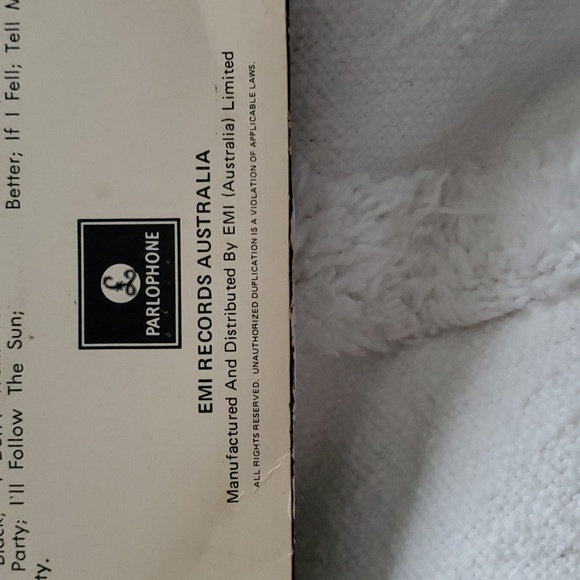 Party; I'll Follow The Sun;
ty.
Better; If I Fell; Tell
PARLOPHONE
EMI RECORDS AUSTRALIA
Manufactured And Distributed By EMI (Australia) Limited
ALL RIGHTS RESERVED. UNAUTHORIZED DUPLICATION IS A VIOLATION OF APPLICABLE LAWS.